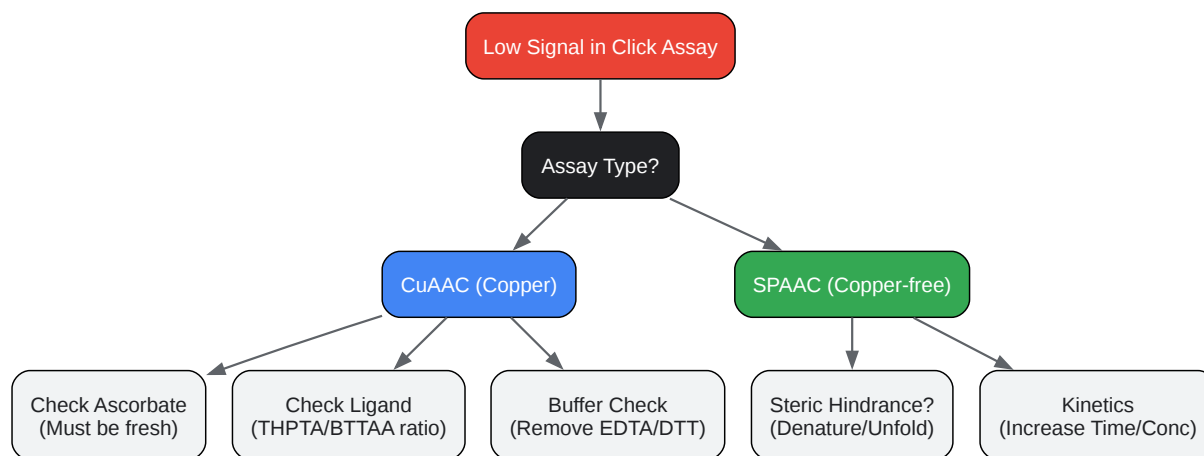 Low Signal in Click Assay
Assay Type?
CuAAC (Copper)
SPAAC (Copper-free)
Check Ascorbate
(Must be fresh)
Check Ligand
(THPTA/BTTAA ratio)
Buffer Check
(Remove EDTA/DTT)
Steric Hindrance?
(Denature/Unfold)
Kinetics
(Increase Time/Conc)